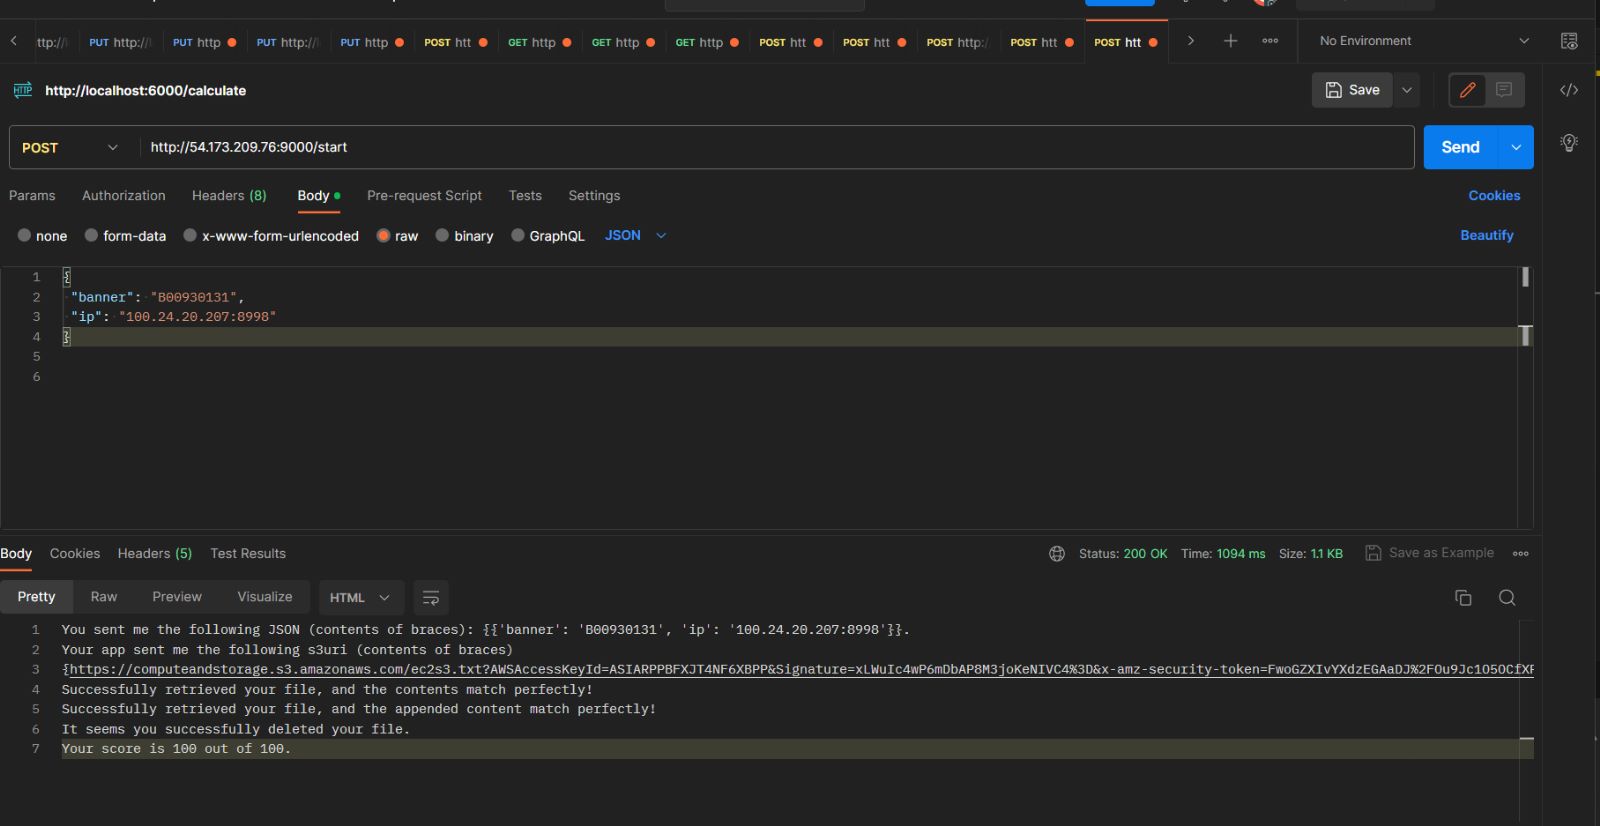 ttp://
PUT http://
PUT http
PUT http://
PUT http
POST htt
GET http
GET http
GET http
POST htt
POST htt
POST http:/
POST htt
POST htt
No Environment
HTTP http://localhost:6000/calculate
Save
POST http://54.173.209.76:9000/start
Send
Params Authorization Headers (8) Body Pre-request Script Tests Settings Cookies
none form-data x-www-form-urlencoded raw binary GraphQL JSON Beautify
1 {
2 "banner": "B00930131",
3 "ip": "100.24.20.207:8998"
4 }
5
6
Body Cookies Headers (5) Test Results Status: 200 OK Time: 1094 ms Size: 1.1 KB Save as Example
Pretty Raw Preview Visualize HTML
1 You sent me the following JSON (contents of braces): {{'banner': 'B00930131', 'ip': '100.24.20.207:8998'}}.
2 Your app sent me the following s3uri (contents of braces)
3 {https://computeandstorage.s3.amazonaws.com/ec2s3.txt?AWSAccessKeyId=ASIARPPBFXJT4NF6XBPP&Signature=xLWuIc4wP6mDbAP8M3joKeNIVC4%3D&x-amz-security-token=FwoGZXIvYXdzEGAaDJ%2FOu9Jc1O5OCfXF
4 Successfully retrieved your file, and the contents match perfectly!
5 Successfully retrieved your file, and the appended content match perfectly!
6 It seems you successfully deleted your file.
7 Your score is 100 out of 100.